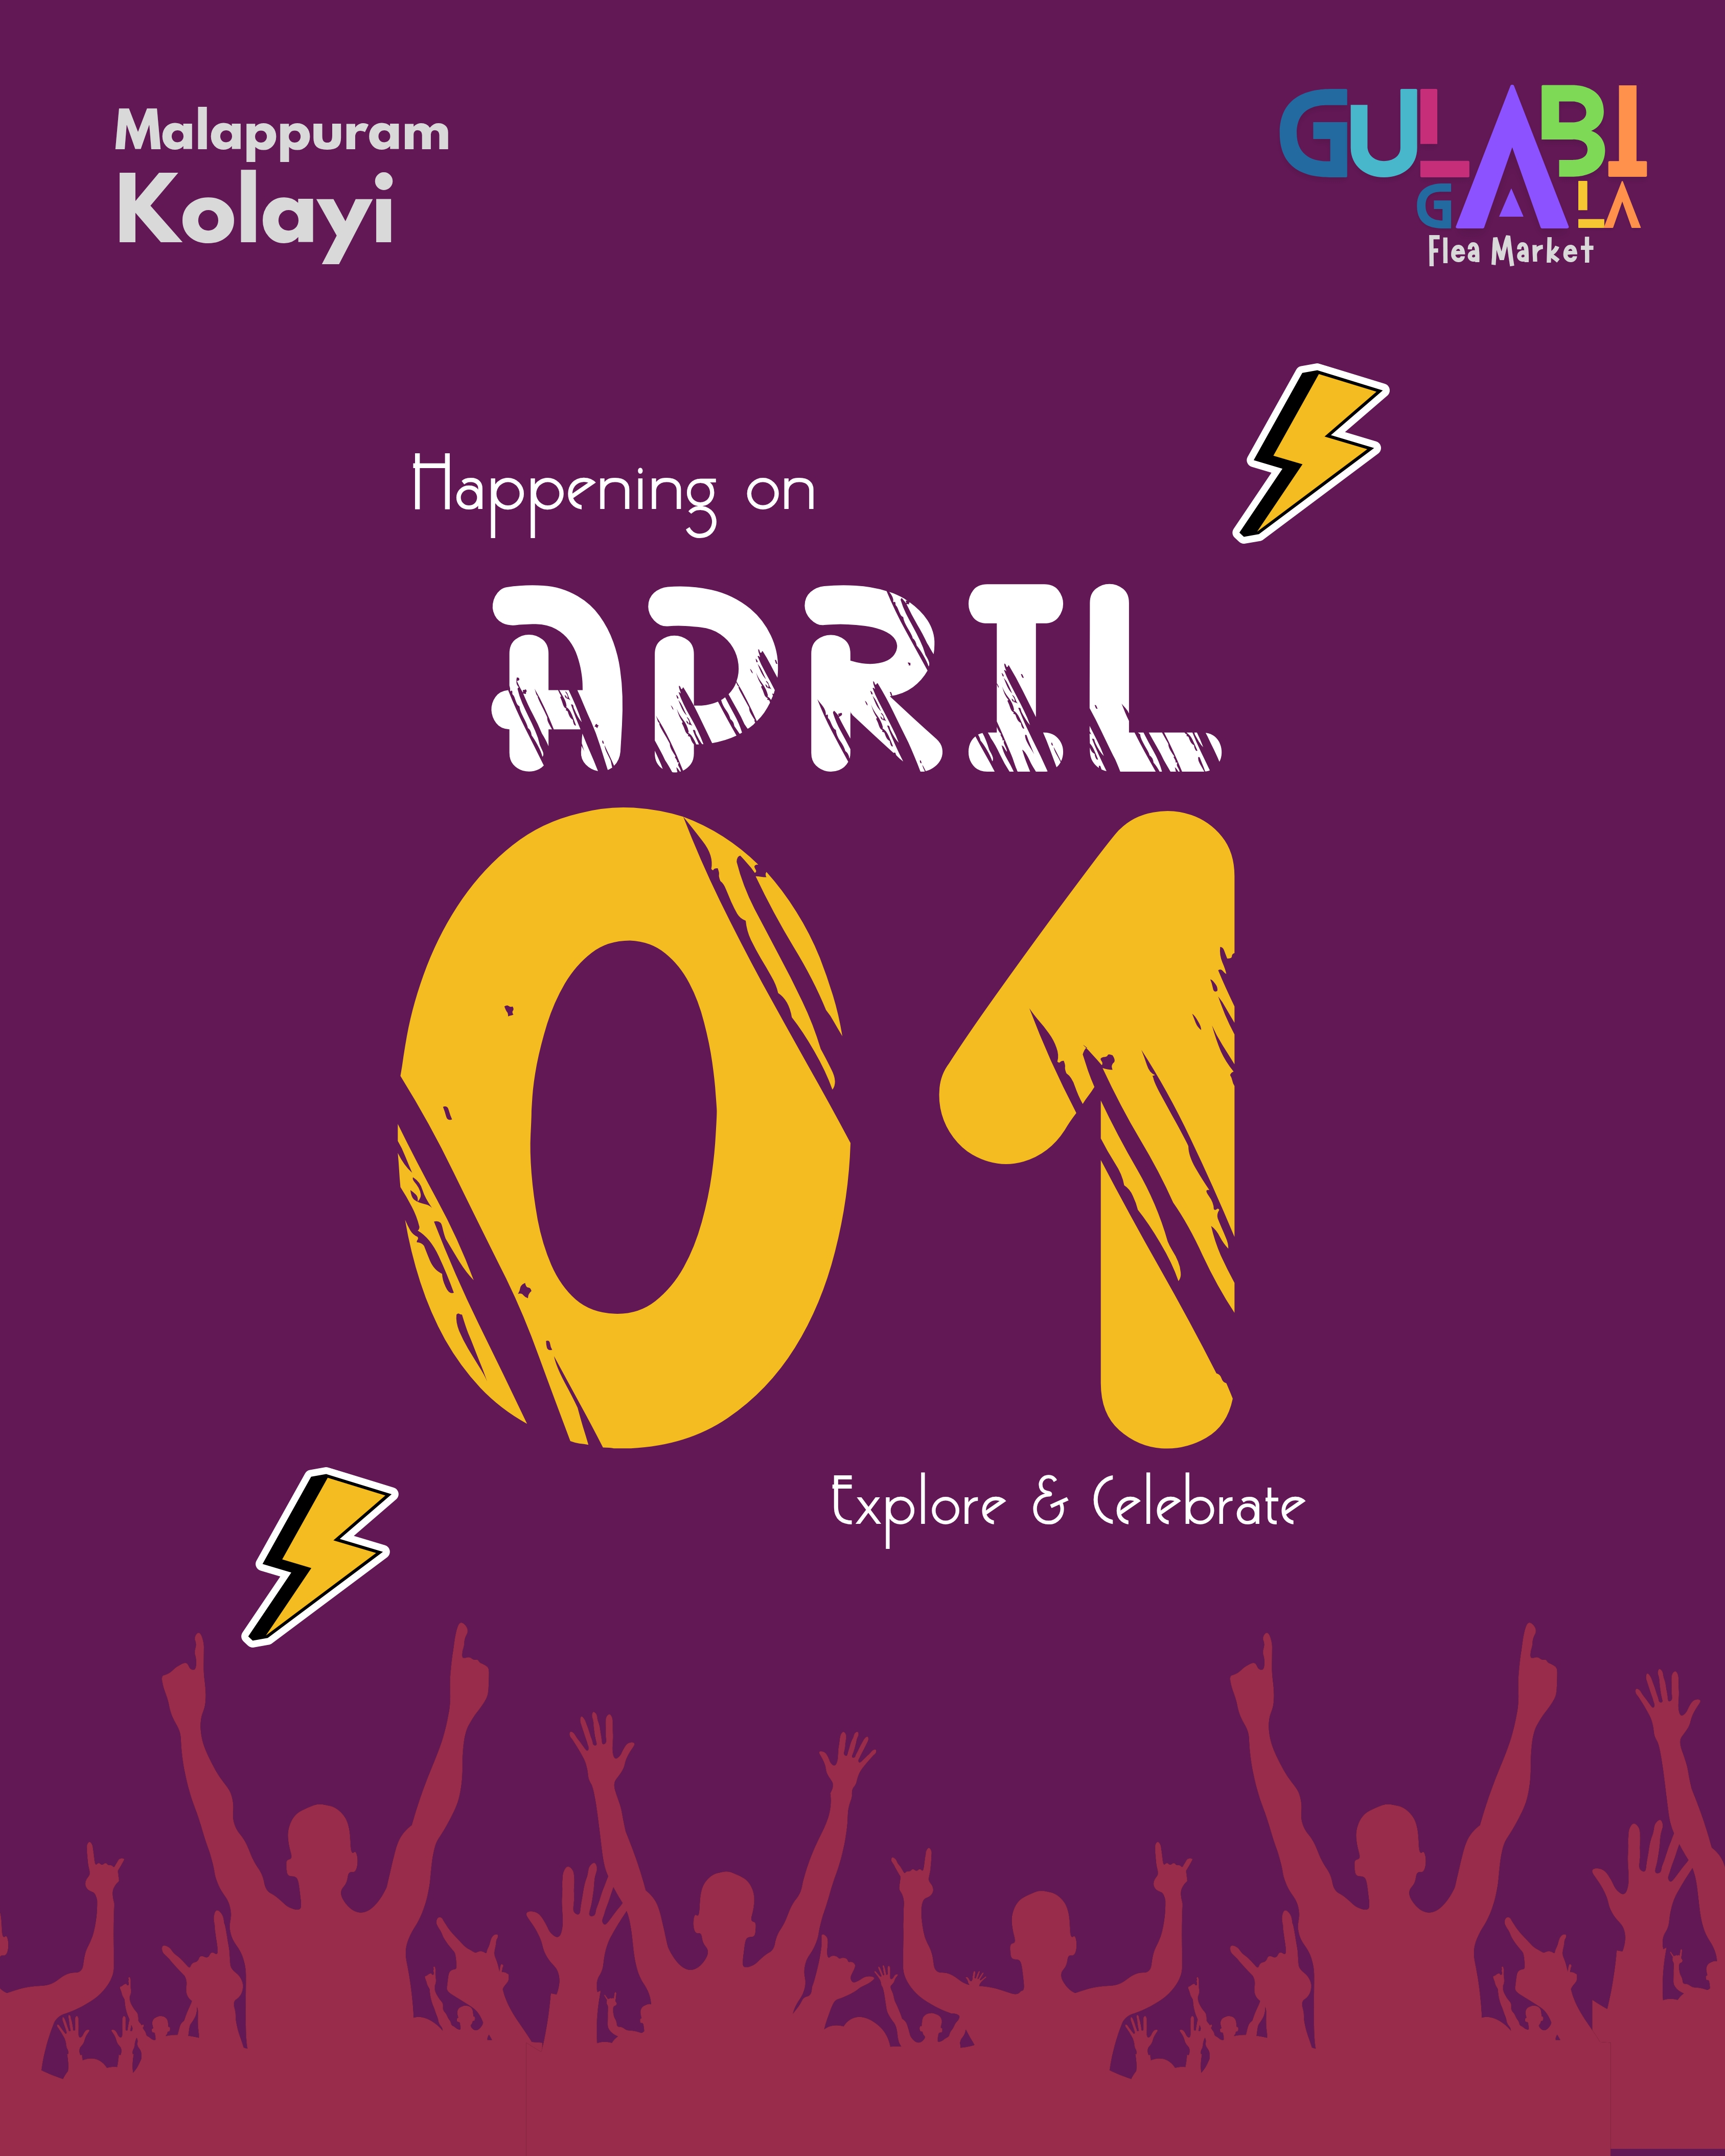 Malappuram
Kolayi
GULABI
GALA
Flea Market
Happening on
APRIL
01
Explore & Celebrate